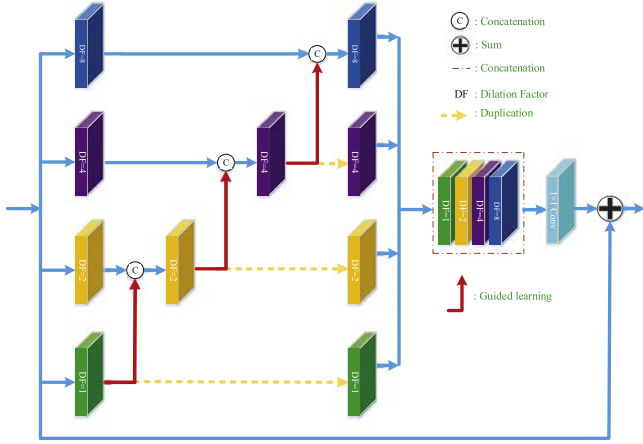 DF=8
C
DF=8
DF=4
C
DF=4
DF=4
DF=2
C
DF=2
DF=2
DF=1
DF=1
DF=1
DF=2
DF=4
DF=8
1×1 Conv
C : Concatenation
: Sum
: Concatenation
DF : Dilation Factor
: Duplication
: Guided learning